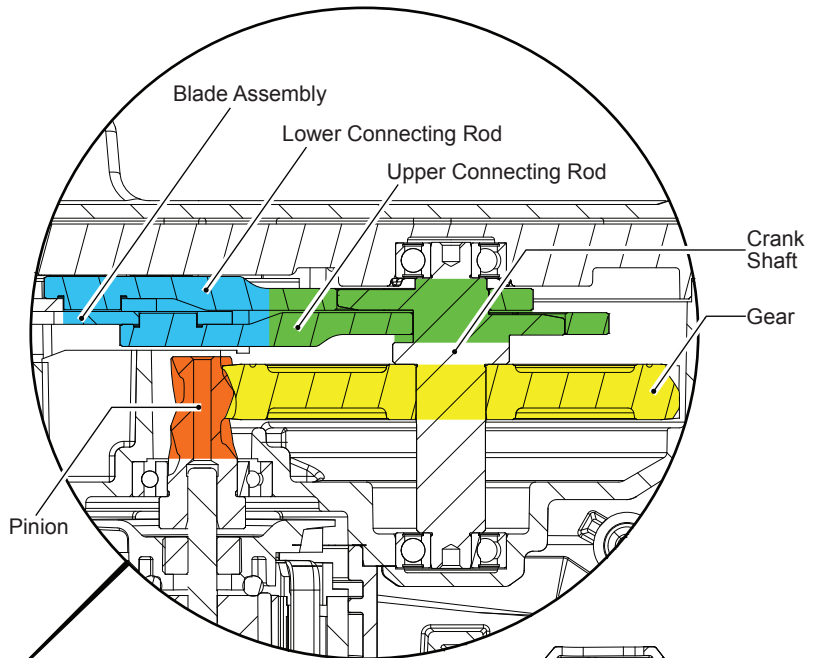 Blade Assembly
Lower Connecting Rod
Upper Connecting Rod
Crank
Shaft
Gear
Pinion